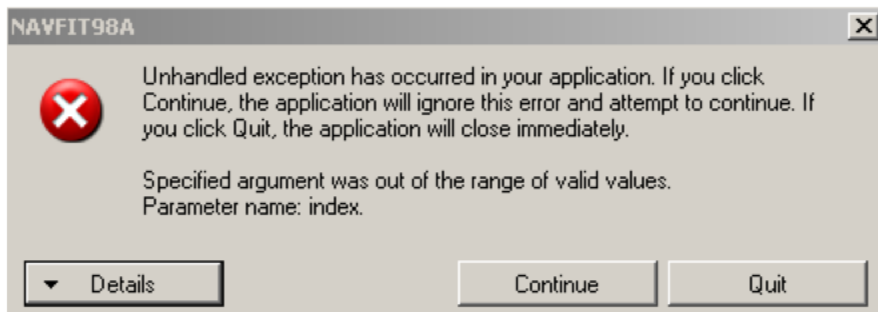 NAVFIT98A
Unhandled exception has occurred in your application. If you click
Continue, the application will ignore this error and attempt to continue. If
you click Quit, the application will close immediately.
Specified argument was out of the range of valid values.
Parameter name: index.
Details
Continue
Quit